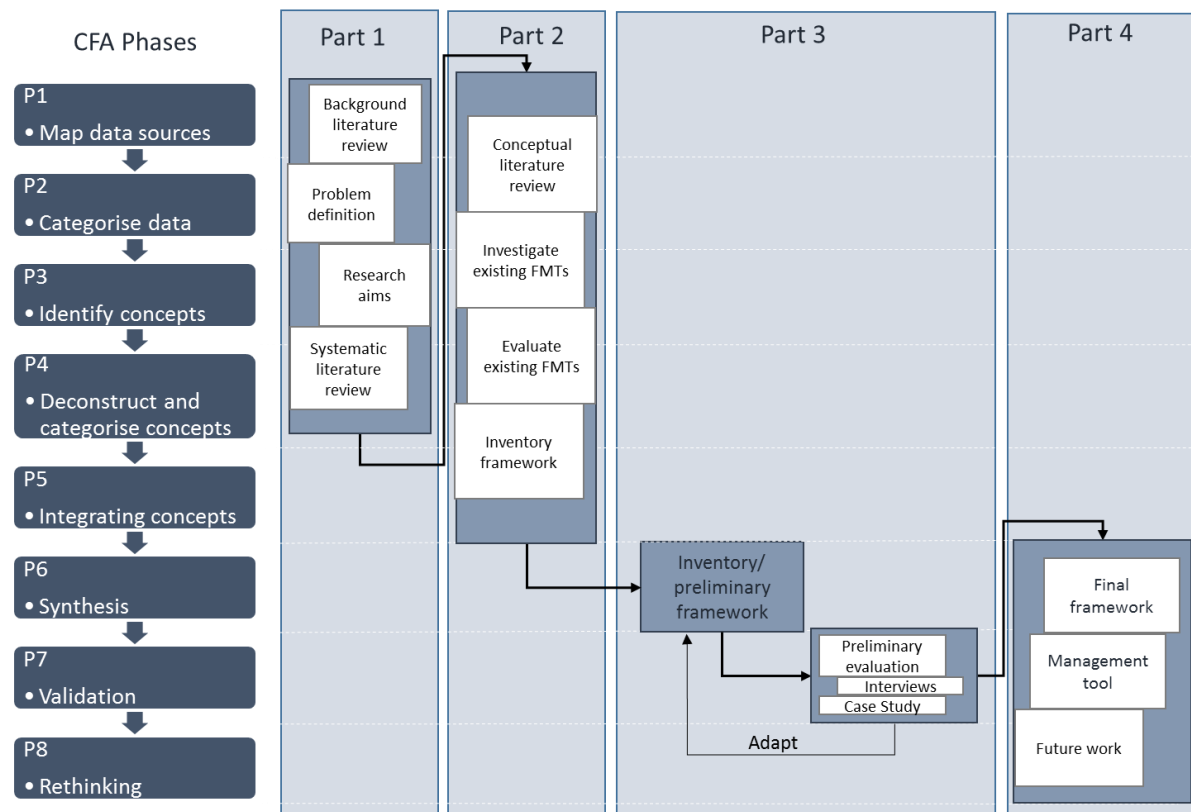 CFA Phases
P1
• Map data sources
P2
• Categorise data
P3
• Identify concepts
P4
• Deconstruct and
categorise concepts
P5
• Integrating concepts
P6
• Synthesis
P7
• Validation
P8
• Rethinking
Part 1
Background
literature
review
Problem
definition
Research
aims
Systematic
literature
review
Part 2
Conceptual
literature
review
Investigate
existing FMTs
Evaluate
existing FMTs
Inventory
framework
Part 3
Inventory/
preliminary
framework
Preliminary
evaluation
Interviews
Case Study
Adapt
Part 4
Final
framework
Management
tool
Future work